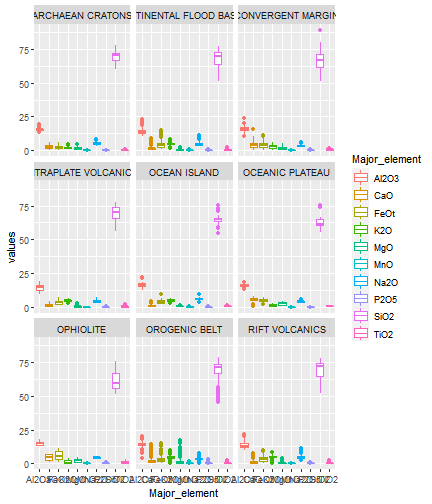 ARCHAEAN CRATONS
TINENTAL FLOOD BAS
CONVERGENT MARGIN
TRAPLATE VOLCANIC
OCEAN ISLAND
OCEANIC PLATEAU
OPHIOLITE
OROGENIC BELT
RIFT VOLCANICS
75
50
25
0
75
50
25
0
75
50
25
0
values
Major_element
Major_element
Al2O3
CaO
FeOt
K2O
MgO
MnO
Na2O
P2O5
SiO2
TiO2